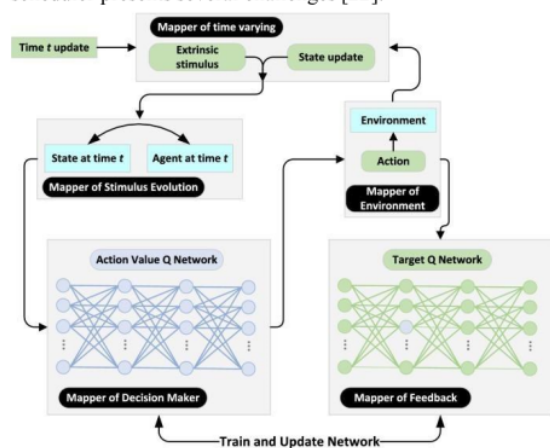 Mapper of time varying
Time t update
Extrinsic
stimulus
State update
Environment
State at time t
Agent at time t
Action
Mapper of Stimulus Evolution
Mapper of
Environment
Action Value Q Network
Target Q Network
Mapper of Decision Maker
Mapper of Feedback
Train and Update Network